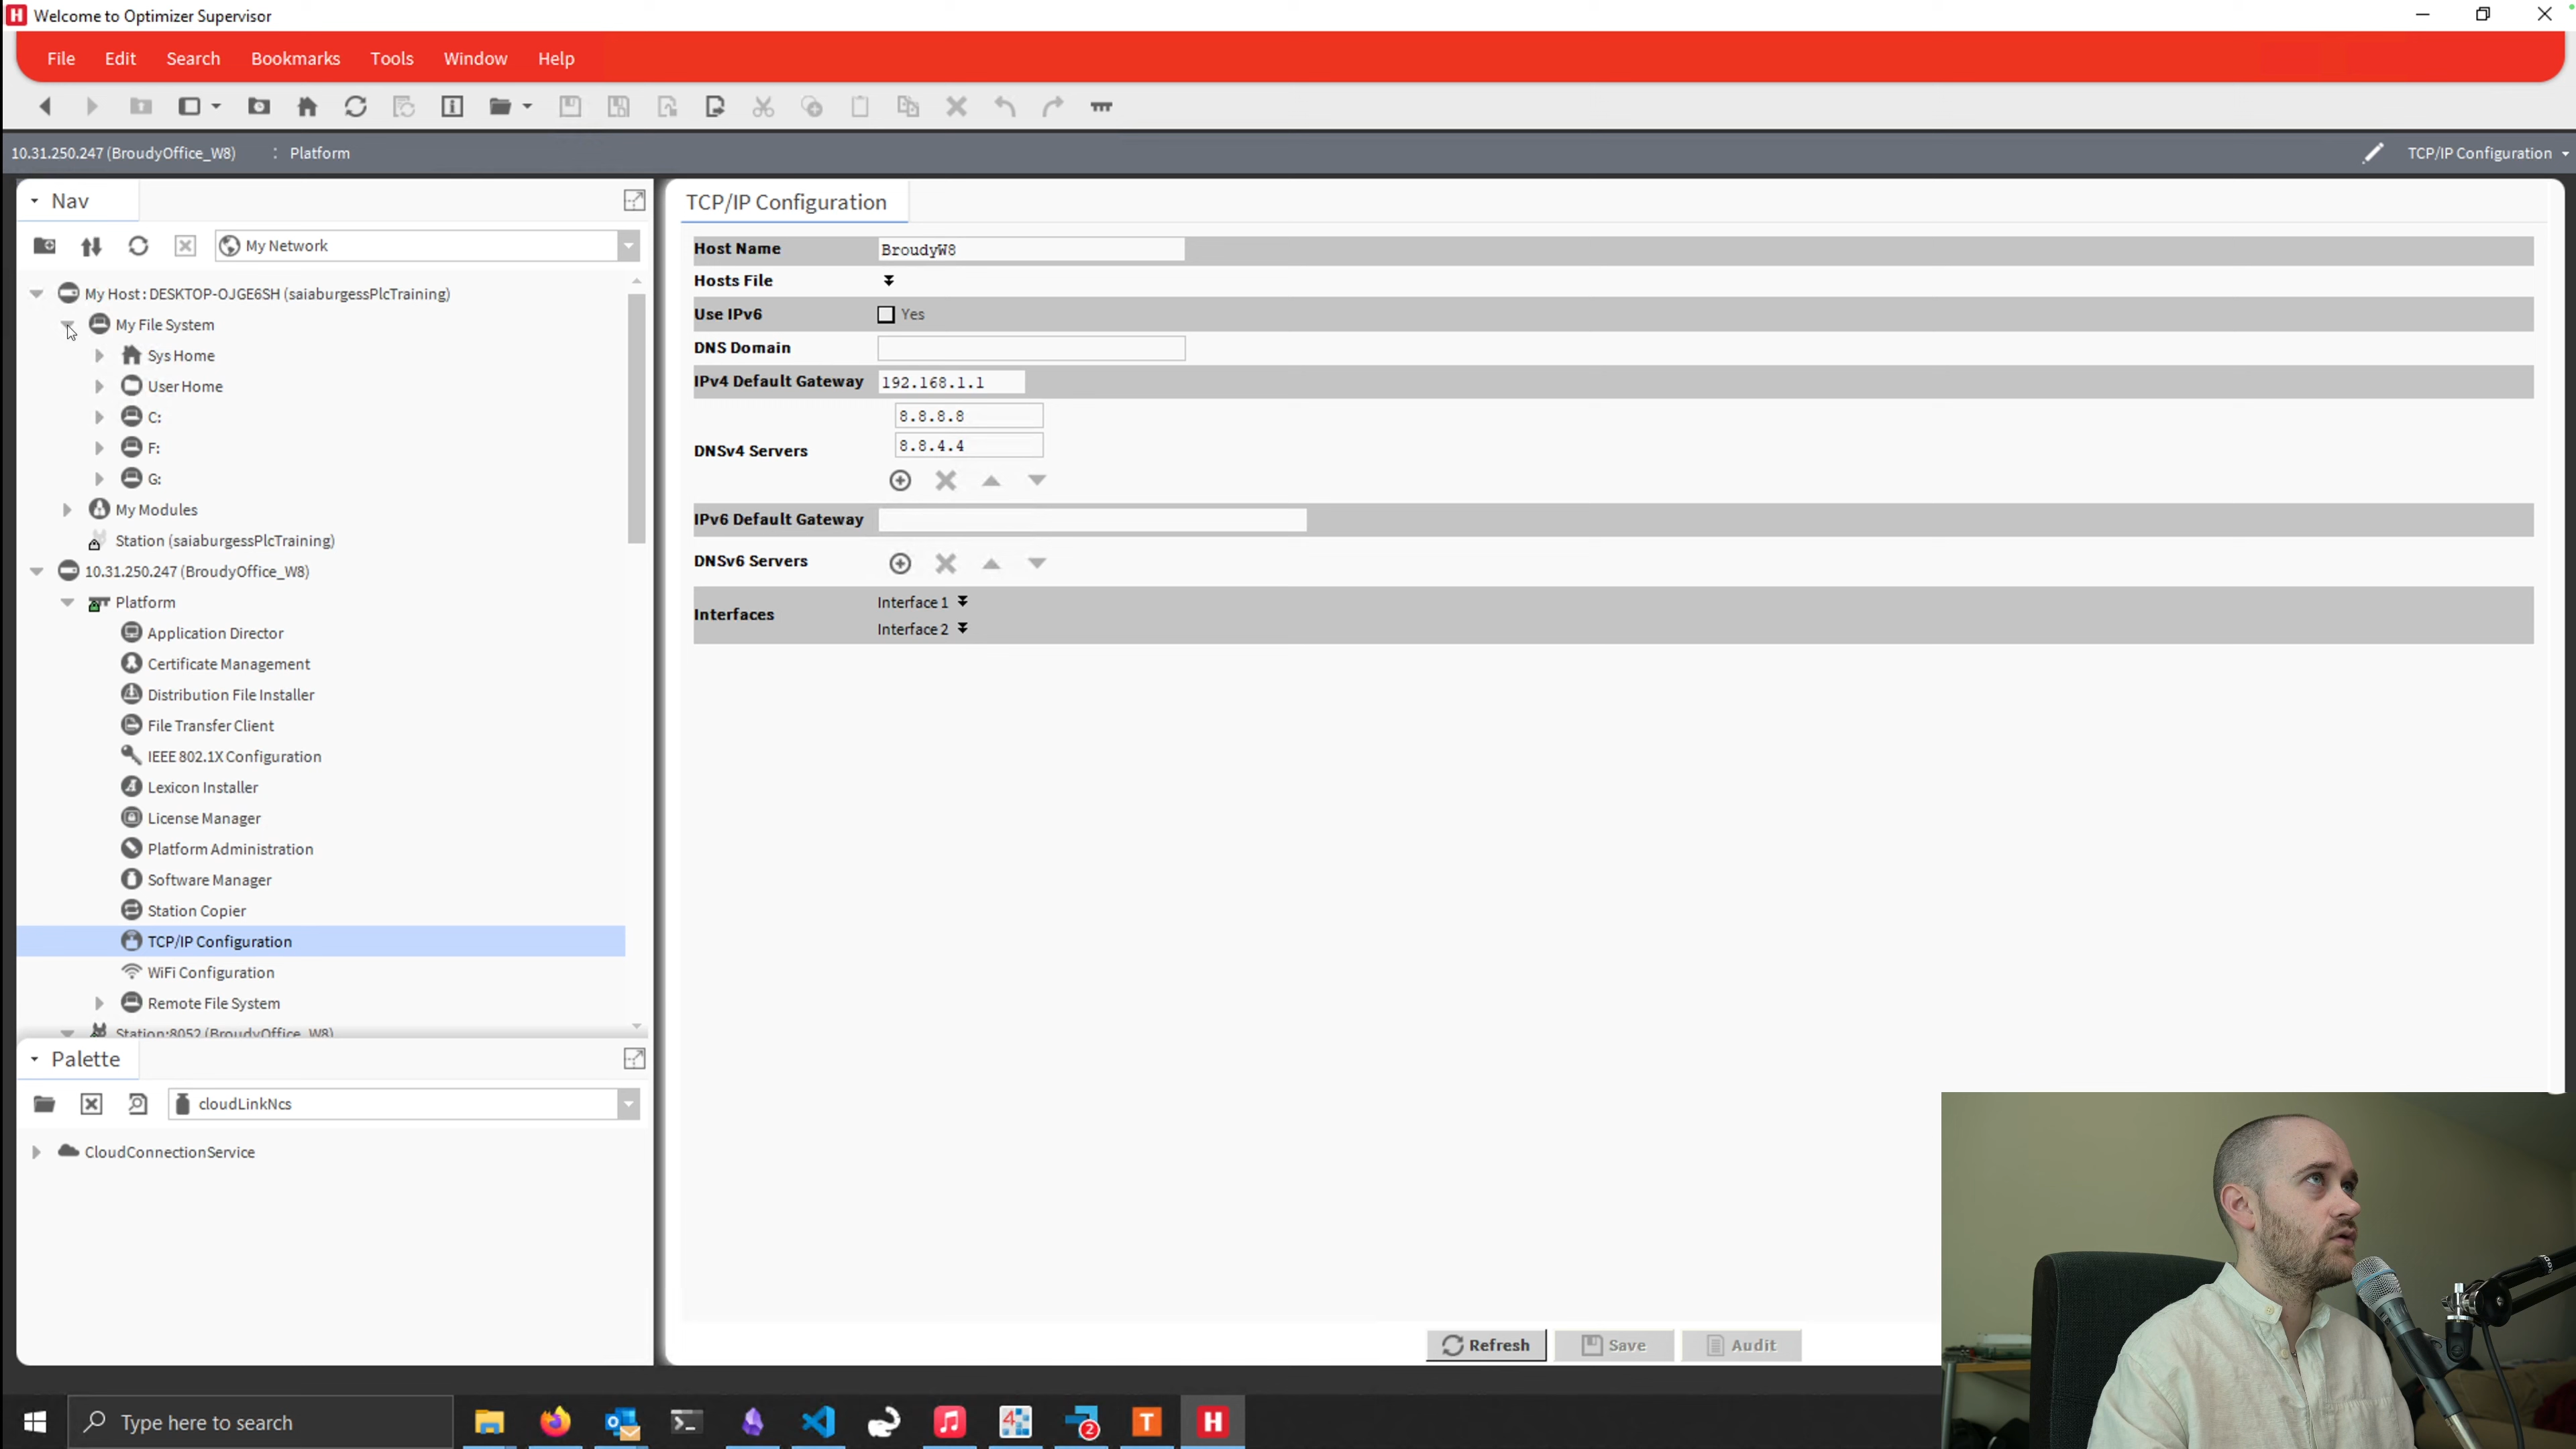 H Welcome to Optimizer Supervisor
File Edit Search Bookmarks Tools Window Help
10.31.250.247 (BroudyOffice_W8) : Platform
TCP/IP Configuration
Nav
My Network
My Host : DESKTOP-OJGE6SH (saiaburgessPlcTraining)
My File System
Sys Home
User Home
C:
F:
G:
My Modules
Station (saiaburgessPlcTraining)
10.31.250.247 (BroudyOffice_W8)
Platform
Application Director
Certificate Management
Distribution File Installer
File Transfer Client
IEEE 802.1X Configuration
Lexicon Installer
License Manager
Platform Administration
Software Manager
Station Copier
TCP/IP Configuration
WiFi Configuration
Remote File System
Station:8052 (BroudyOffice_W8)
Palette
cloudLinkNcs
CloudConnectionService
TCP/IP Configuration
Host Name BroudyW8
Hosts File
Use IPv6 Yes
DNS Domain
IPv4 Default Gateway 192.168.1.1
8.8.8.8
8.8.4.4
DNSv4 Servers
IPv6 Default Gateway
DNSv6 Servers
Interfaces
Interface 1
Interface 2
Refresh Save Audit
Type here to search
4
2
T
H